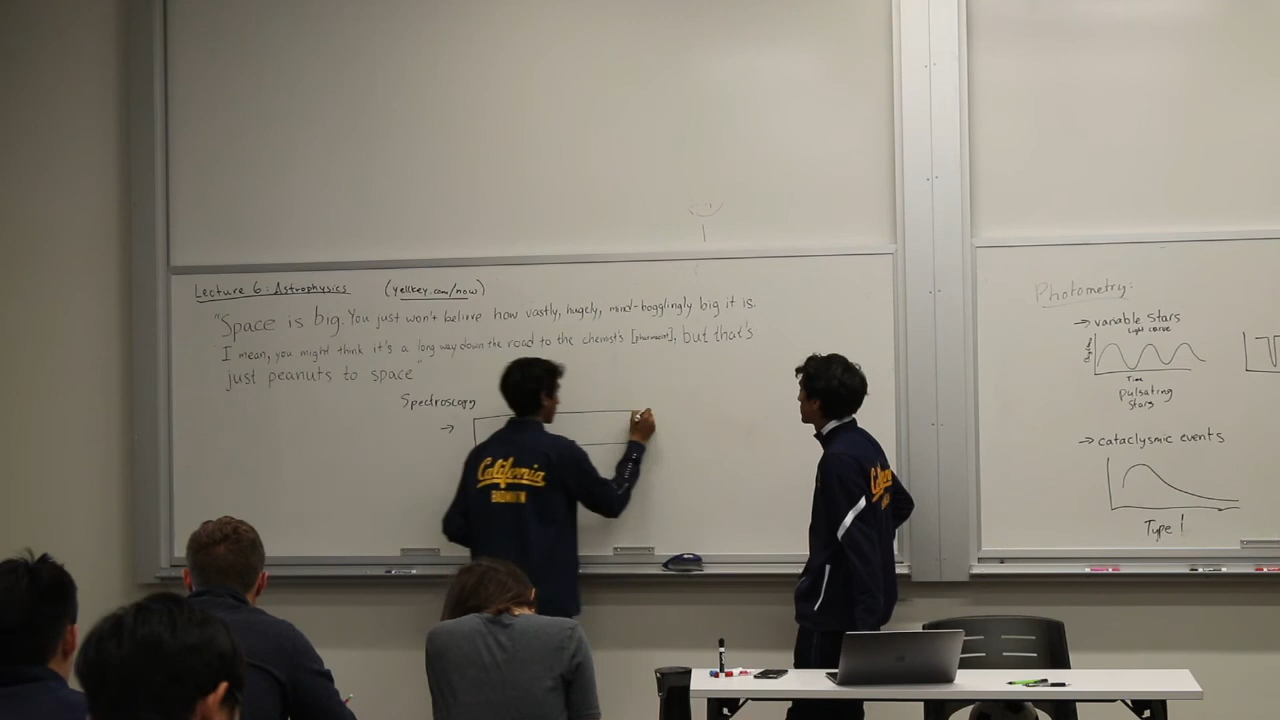 Lecture 6: Astrophysics (yellkey.com/now)
"Space is big. You just won't believe how vastly, hugely, mind-bogglingly big it is.
I mean, you might think it's a long way down the road to the chemist's [pharmacist], but that's
just peanuts to space"
Spectroscopy
→
California
BADMINTON
Photometry:
→ variable stars
Light curve
Time
Pulsating
Stars
→ cataclysmic events
Type I